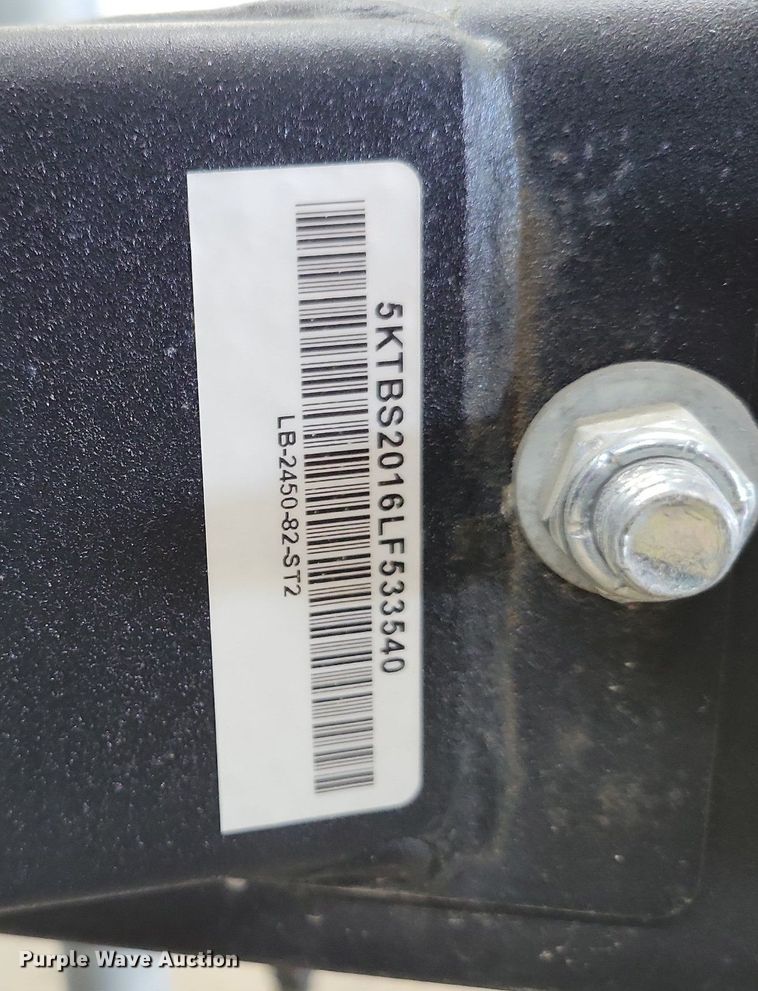 5KTBS2016LF533540
LB-2450-82-ST2
Purple Wave Auction